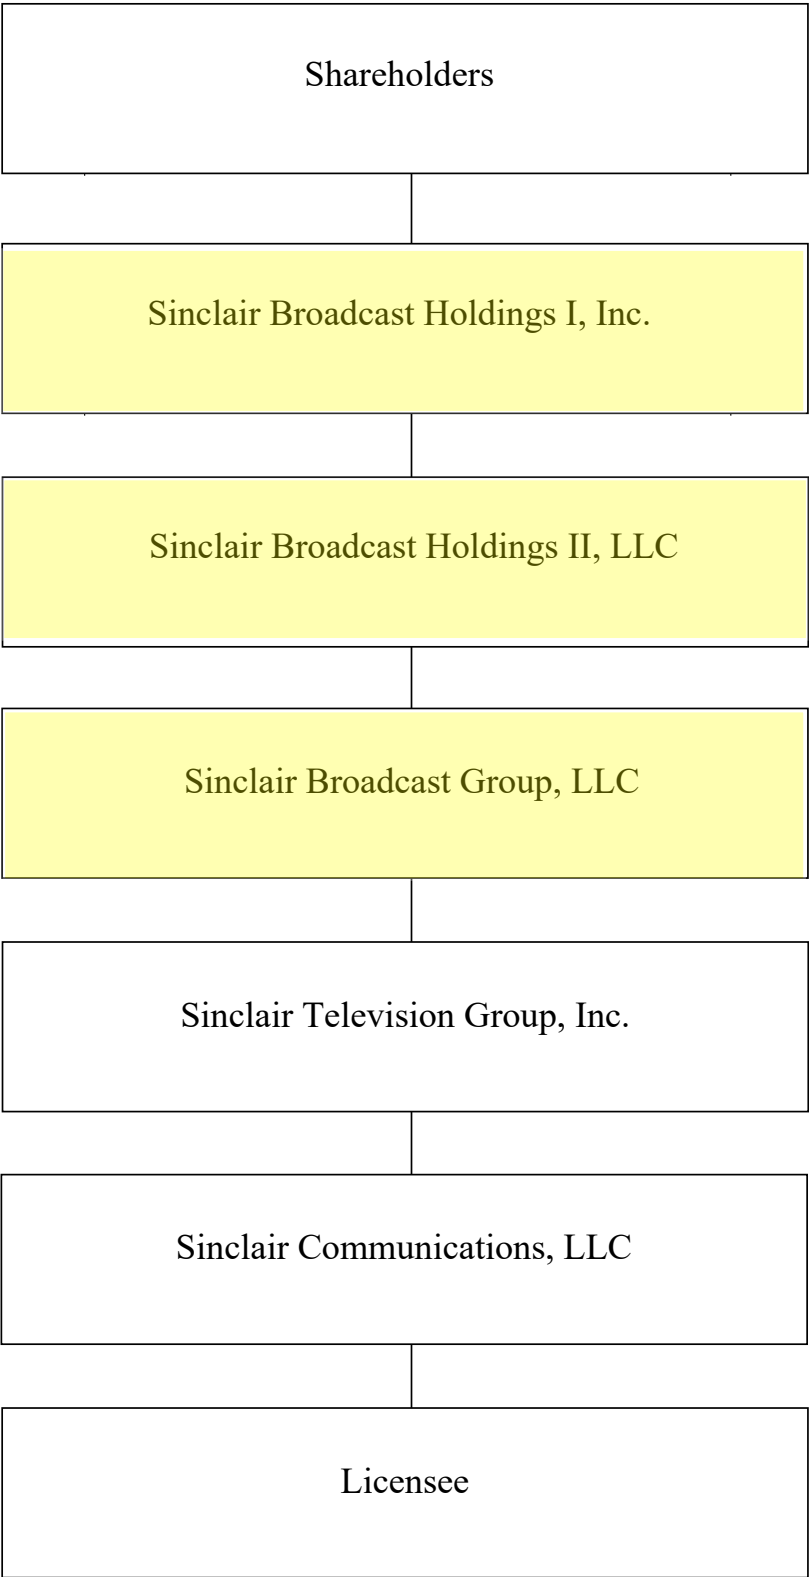 Shareholders
Sinclair Broadcast Holdings I, Inc.
Sinclair Broadcast Holdings II, LLC
Sinclair Broadcast Group, LLC
Sinclair Television Group, Inc.
Sinclair Communications, LLC
Licensee